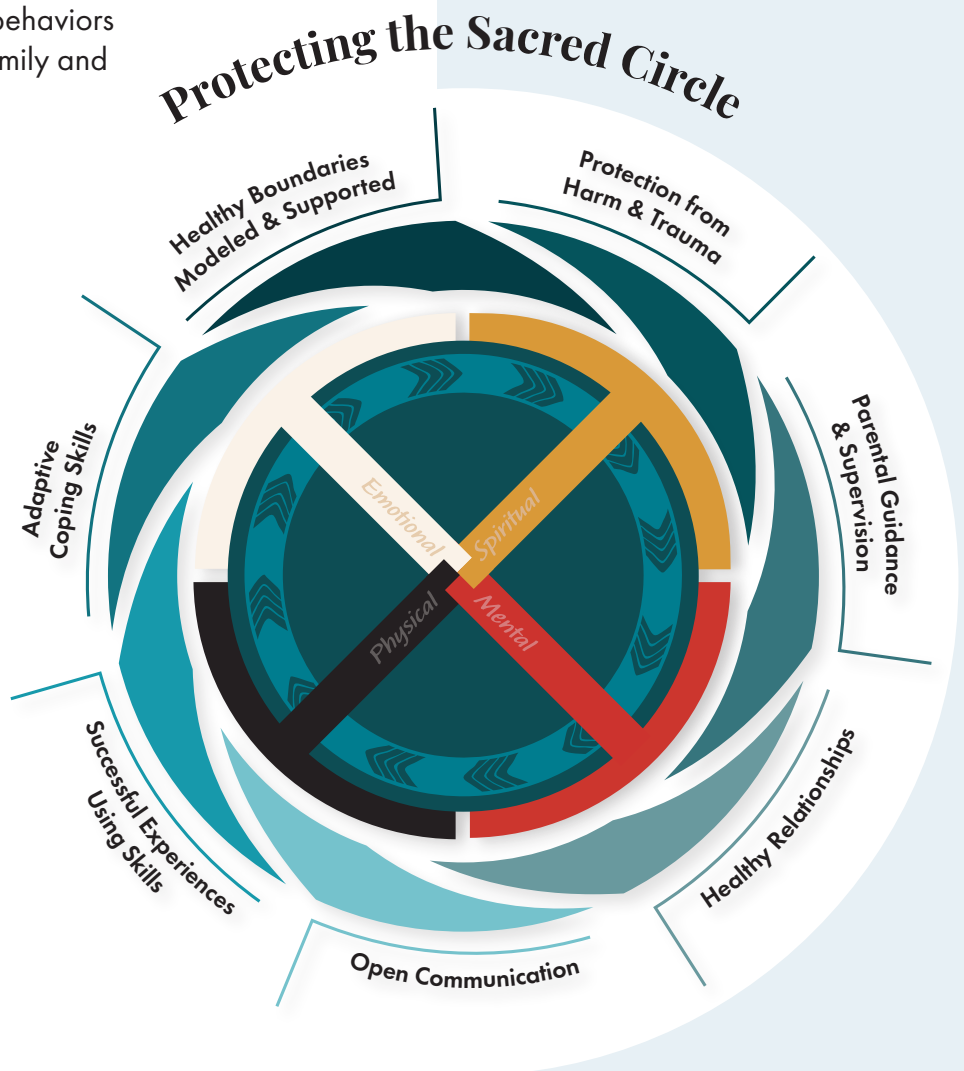 behaviors
mily and
Protecting the Sacred Circle
Healthy Boundaries
Modeled & Supported
Protection from
Harm & Trauma
Parental Guidance
& Supervision
Healthy Relationships
Open Communication
Successful Experiences
Using Skills
Adaptive
Coping Skills
Emotional
Spiritual
Physical
Mental